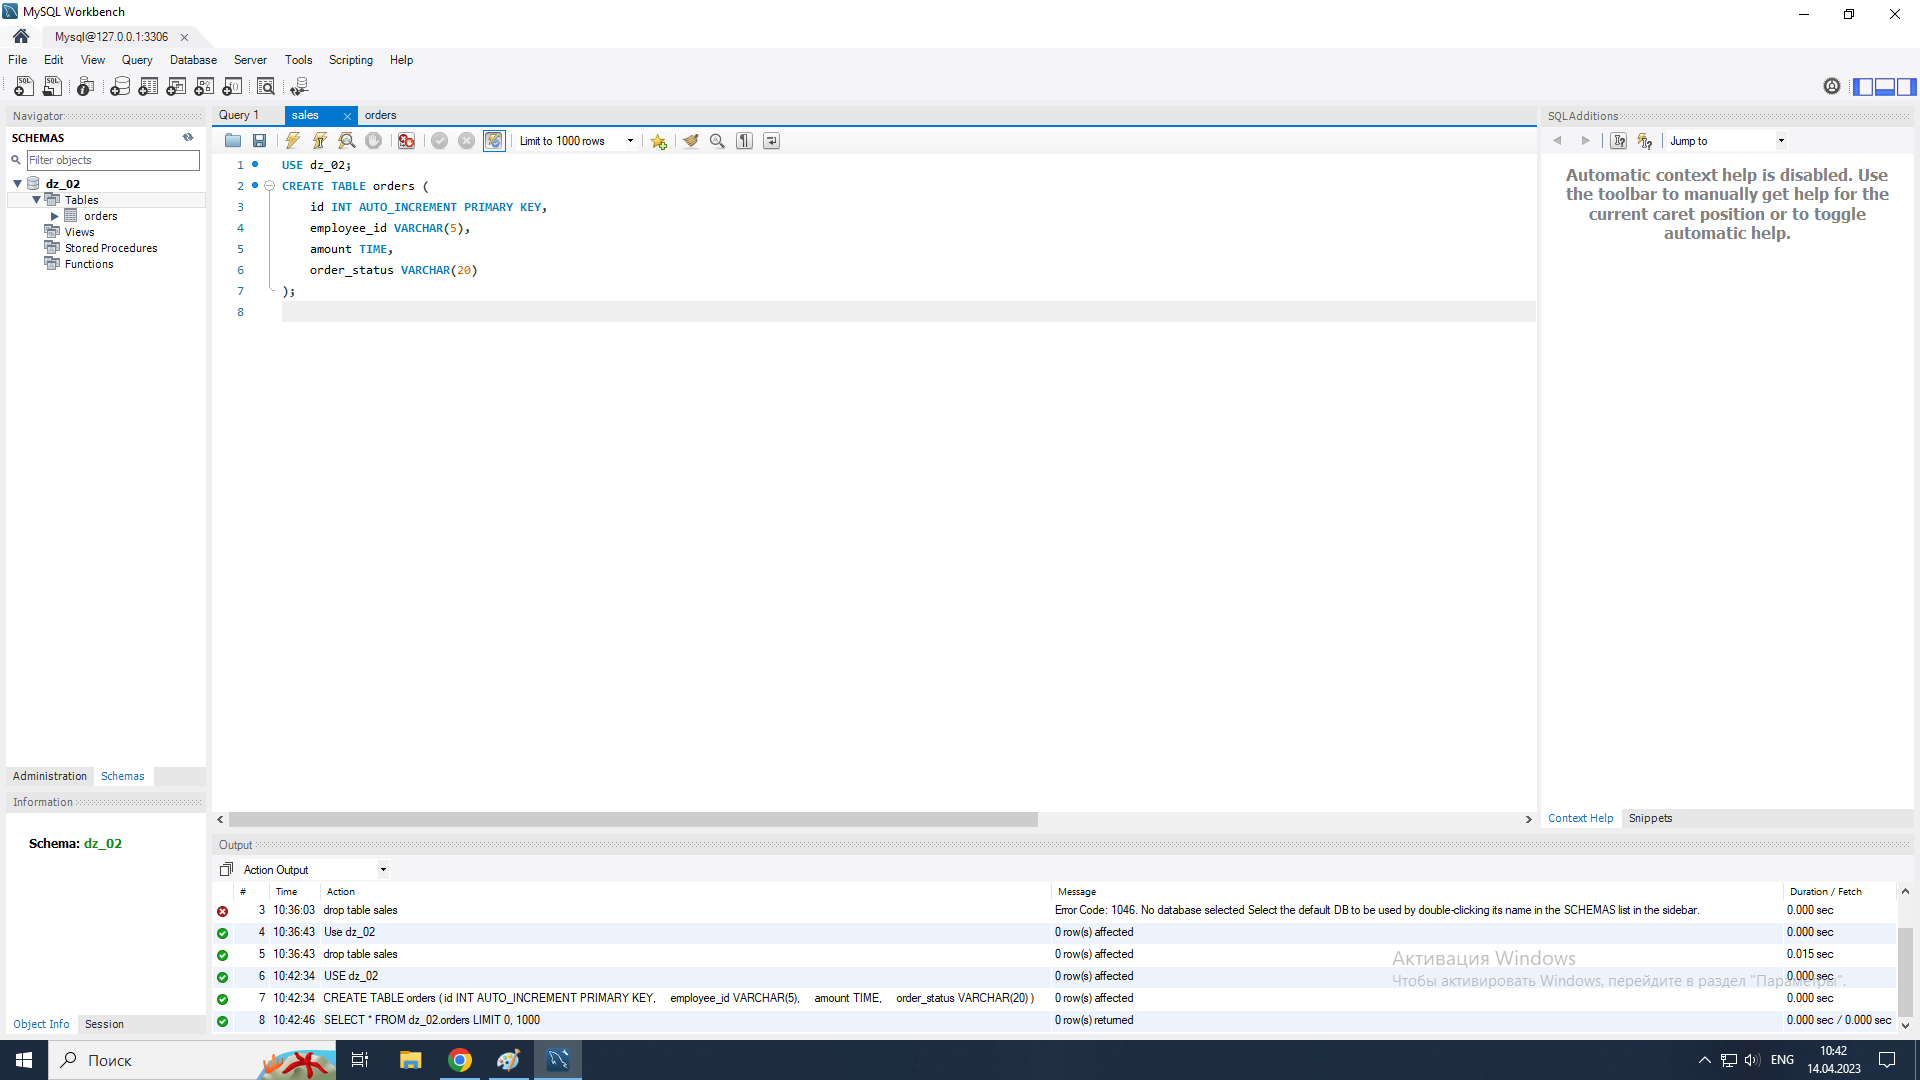 MySQL Workbench
Mysql@127.0.0.1:3306
File Edit View Query Database Server Tools Scripting Help
Navigator
SCHEMAS
Filter objects
dz_02
Tables
orders
Views
Stored Procedures
Functions
Administration Schemas
Information
Schema: dz_02
Object Info Session
Query 1 sales orders
Limit to 1000 rows
1 USE dz_02;
2 CREATE TABLE orders (
3 id INT AUTO_INCREMENT PRIMARY KEY,
4 employee_id VARCHAR(5),
5 amount TIME,
6 order_status VARCHAR(20)
7 );
8
SQLAdditions
Jump to
Automatic context help is disabled. Use
the toolbar to manually get help for the
current caret position or to toggle
automatic help.
Context Help Snippets
Output
Action Output
# Time Action Message Duration / Fetch
3 10:36:03 drop table sales Error Code: 1046. No database selected Select the default DB to be used by double-clicking its name in the SCHEMAS list in the sidebar. 0.000 sec
4 10:36:43 Use dz_02 0 row(s) affected 0.000 sec
5 10:36:43 drop table sales 0 row(s) affected 0.015 sec
6 10:42:34 USE dz_02 0 row(s) affected 0.000 sec
7 10:42:34 CREATE TABLE orders ( id INT AUTO_INCREMENT PRIMARY KEY, employee_id VARCHAR(5), amount TIME, order_status VARCHAR(20) ) 0 row(s) affected 0.000 sec
8 10:42:46 SELECT * FROM dz_02.orders LIMIT 0, 1000 0 row(s) returned 0.000 sec / 0.000 sec
Активация Windows
Чтобы активировать Windows, перейдите в раздел "Параметры".
Поиск
ENG
10:42
14.04.2023